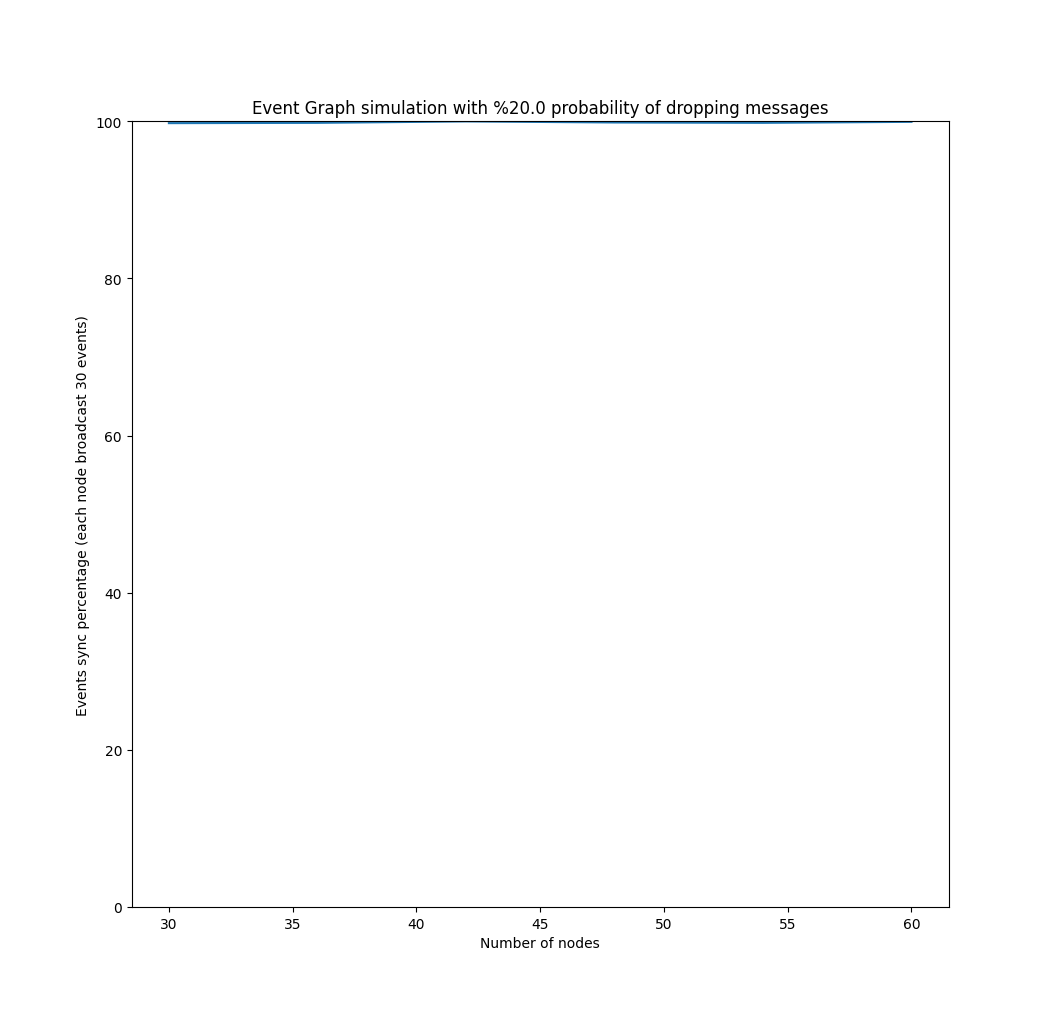 Event Graph simulation with %20.0 probability of dropping messages
100
80
60
40
20
0
Events sync percentage (each node broadcast 30 events)
30 35 40 45 50 55 60
Number of nodes